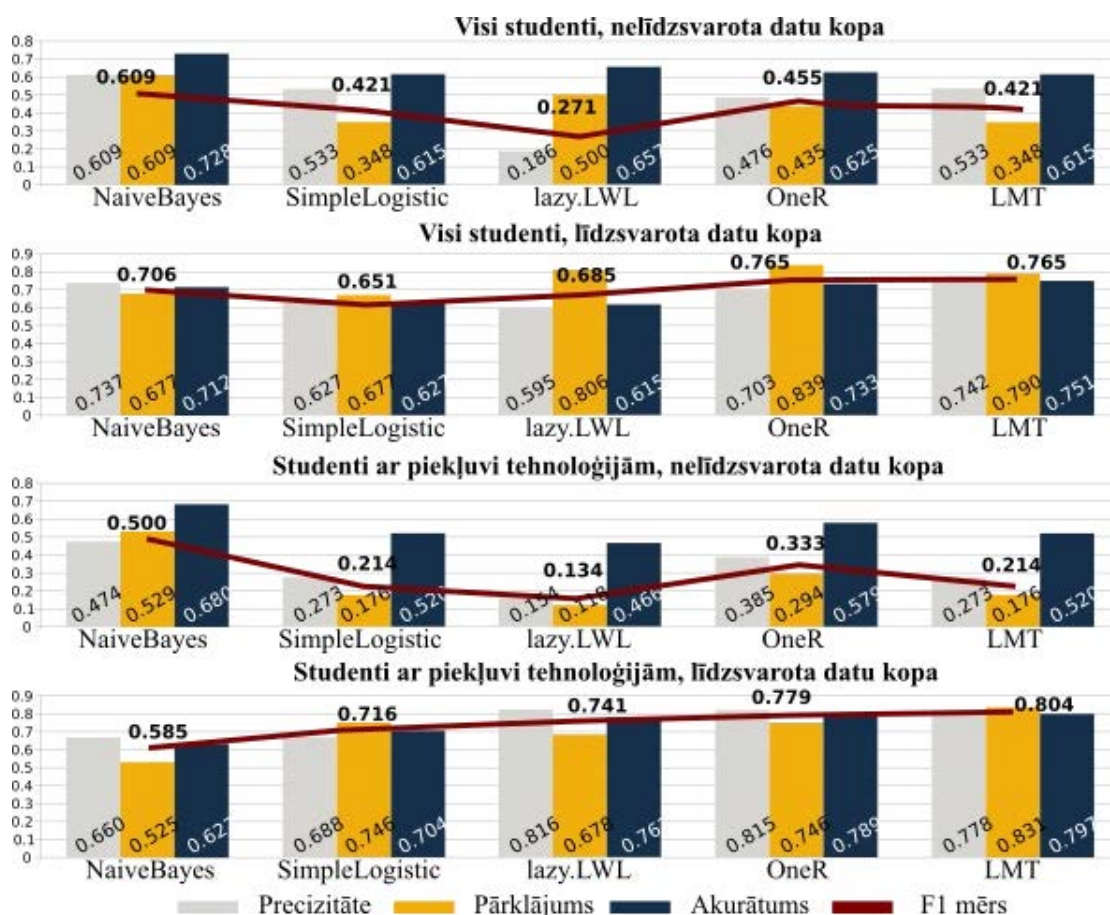 Visi studenti, nelīdzsvarota datu kopa
0.8
0.7
0.6
0.5
0.4
0.3
0.2
0.1
0
0.609 0.421 0.271 0.455 0.421
0.609 0.609 0.728 0.533 0.348 0.615 0.186 0.500 0.657 0.476 0.435 0.625 0.533 0.348 0.615
NaiveBayes SimpleLogistic lazy.LWL OneR LMT
Visi studenti, līdzsvarota datu kopa
0.9
0.8
0.7
0.6
0.5
0.4
0.3
0.2
0.1
0
0.706 0.651 0.685 0.765 0.765
0.737 0.677 0.712 0.627 0.677 0.627 0.595 0.806 0.615 0.703 0.839 0.733 0.742 0.790 0.751
NaiveBayes SimpleLogistic lazy.LWL OneR LMT
Studenti ar piekļuvi tehnoloģijām, nelīdzsvarota datu kopa
0.8
0.7
0.6
0.5
0.4
0.3
0.2
0.1
0
0.500 0.214 0.134 0.333 0.214
0.474 0.529 0.680 0.273 0.176 0.520 0.154 0.118 0.466 0.385 0.294 0.579 0.273 0.176 0.520
NaiveBayes SimpleLogistic lazy.LWL OneR LMT
Studenti ar piekļuvi tehnoloģijām, līdzsvarota datu kopa
0.9
0.8
0.7
0.6
0.5
0.4
0.3
0.2
0.1
0
0.585 0.716 0.741 0.779 0.804
0.660 0.525 0.627 0.688 0.746 0.704 0.816 0.678 0.767 0.815 0.746 0.789 0.778 0.831 0.797
NaiveBayes SimpleLogistic lazy.LWL OneR LMT
Precizitāte Pārklājums Akurātums F1 mērs